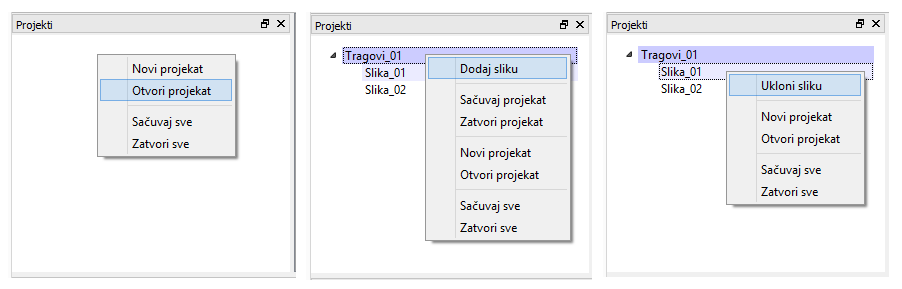 Projekti
Novi projekat
Otvori projekat
Sačuvaj sve
Zatvori sve
Projekti
Tragovi_01
Slika_01
Slika_02
Dodaj sliku
Sačuvaj projekat
Zatvori projekat
Novi projekat
Otvori projekat
Sačuvaj sve
Zatvori sve
Projekti
Tragovi_01
Slika_01
Slika_02
Ukloni sliku
Novi projekat
Otvori projekat
Sačuvaj sve
Zatvori sve